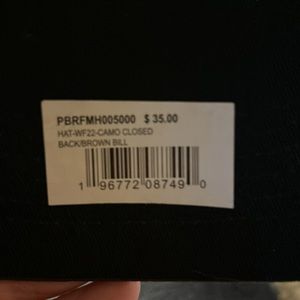 PBRFMH005000 $ 35.00
HAT-WF22-CAMO CLOSED
BACK/BROWN BILL
1 96772 08749 0